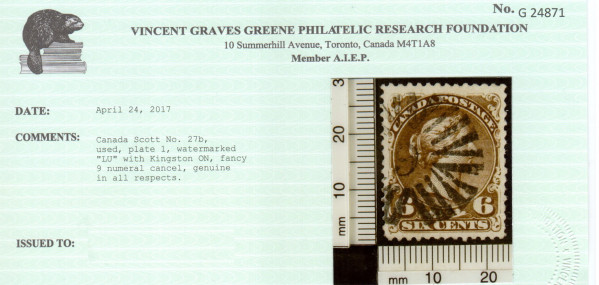 No. G 24871
VINCENT GRAVES GREENE PHILATELIC RESEARCH FOUNDATION
10 Summerhill Avenue, Toronto, Canada M4T1A8
Member A.I.E.P.
DATE: April 24, 2017
COMMENTS: Canada Scott No. 27b,
used, plate 1, watermarked
"LU" with Kingston ON, fancy
9 numeral cancel, genuine
in all respects.
ISSUED TO:
CANADA POSTAGE
6 6
SIX CENTS
3
20
10
mm
mm 10 20